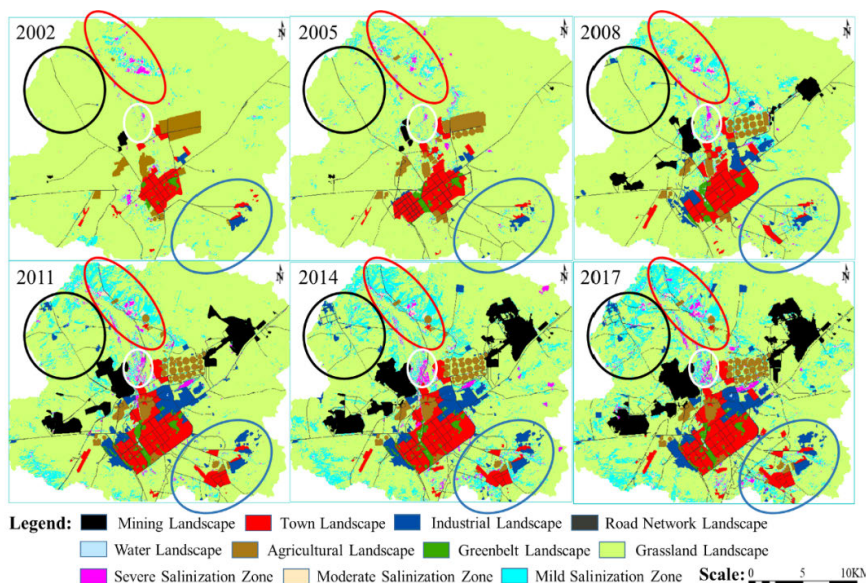 2002 2005 2008
N N N
2011 2014 2017
N N N
Legend: Mining Landscape Town Landscape Industrial Landscape Road Network Landscape
Water Landscape Agricultural Landscape Greenbelt Landscape Grassland Landscape
Severe Salinization Zone Moderate Salinization Zone Mild Salinization Zone Scale: 0 5 10K